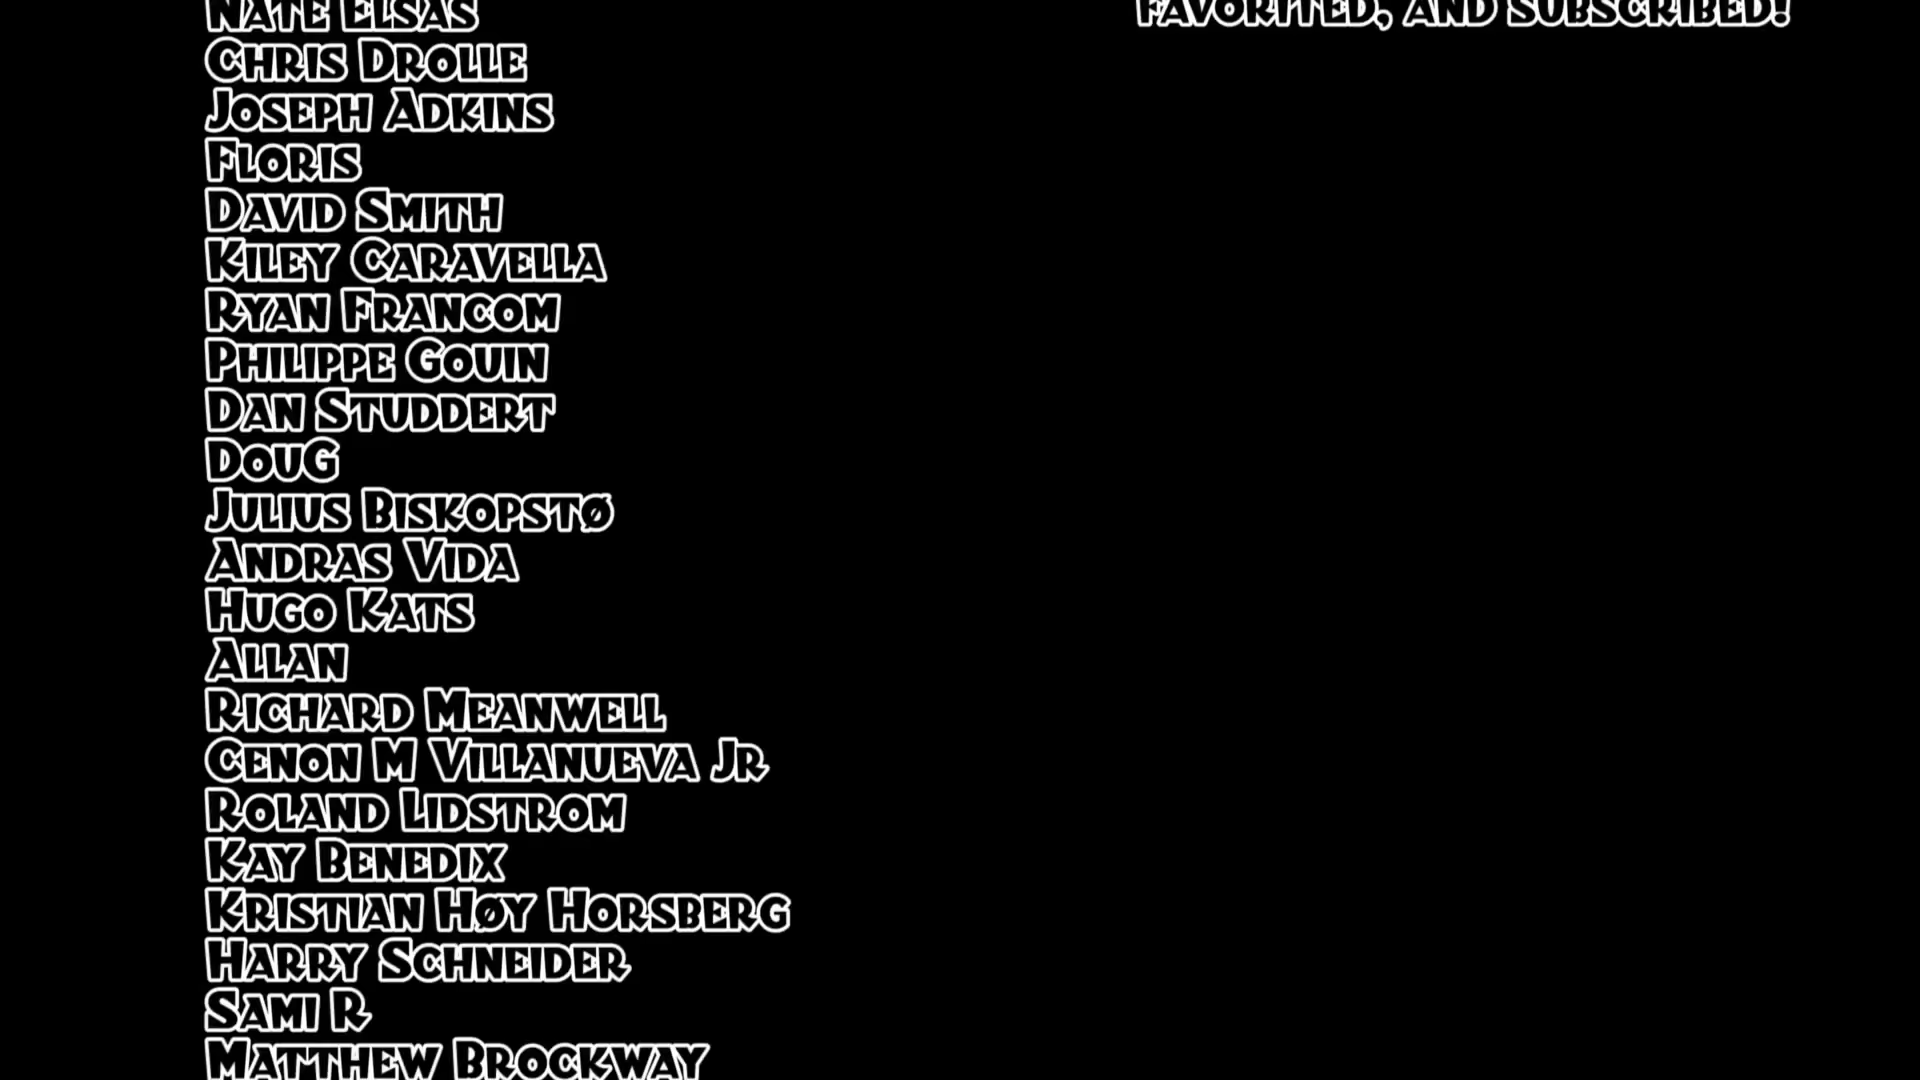 Nate Elsas
favorited, and subscribed!
Chris Drolle
Joseph Adkins
Floris
David Smith
Kiley Caravella
Ryan Francom
Philippe Gouin
Dan Studdert
DouG
Julius Biskopstø
Andras Vida
Hugo Kats
Allan
Richard Meanwell
Cenon M Villanueva Jr
Roland Lidstrom
Kay Benedix
Kristian Høy Horsberg
Harry Schneider
Sami R
Matthew Brockway